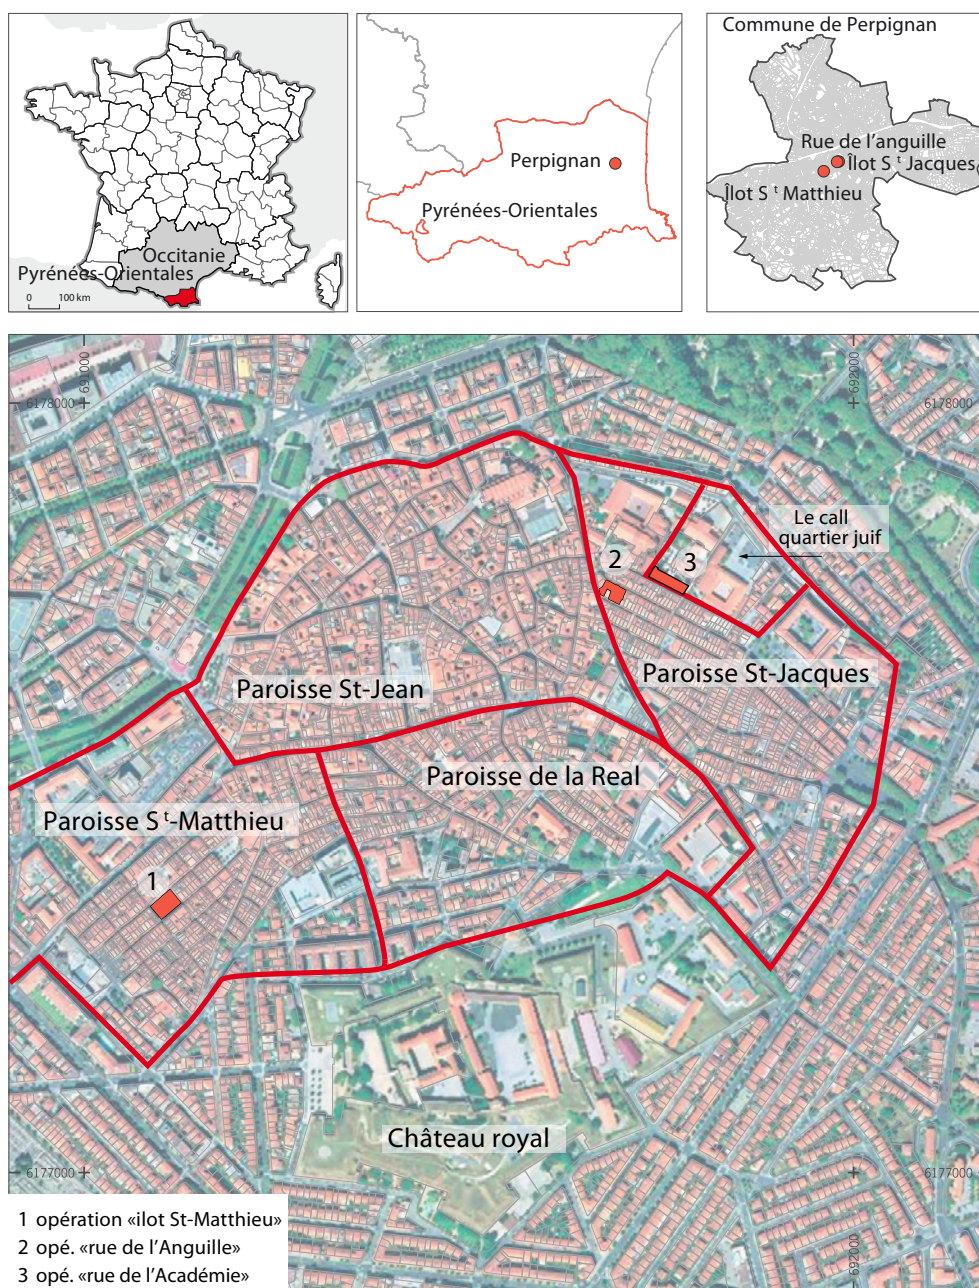 Occitanie
Pyrénées-Orientales
0 100 km
Perpignan
Pyrénées-Orientales
Commune de Perpignan
Rue de l'anguille
Îlot Sᵗ Jacques
Îlot Sᵗ Matthieu
692000
692000
6178000
6178000
Le call
quartier juif
2
3
Paroisse St-Jacques
Paroisse St-Jean
Paroisse de la Real
Paroisse Sᵗ-Matthieu
1
Château royal
6177000
6177000
692000
1 opération «ilot St-Matthieu»
2 opé. «rue de l'Anguille»
3 opé. «rue de l'Académie»